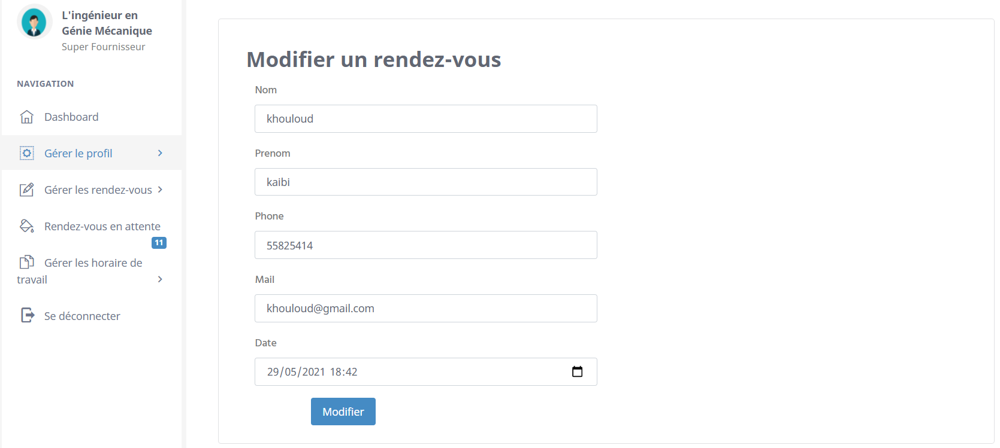 L'ingénieur en
Génie Mécanique
Super Fournisseur
NAVIGATION
Dashboard
Gérer le profil
Gérer les rendez-vous
Rendez-vous en attente
11
Gérer les horaire de
travail
Se déconnecter
Modifier un rendez-vous
Nom
khouloud
Prenom
kaibi
Phone
55825414
Mail
khouloud@gmail.com
Date
29/05/2021 18:42
Modifier